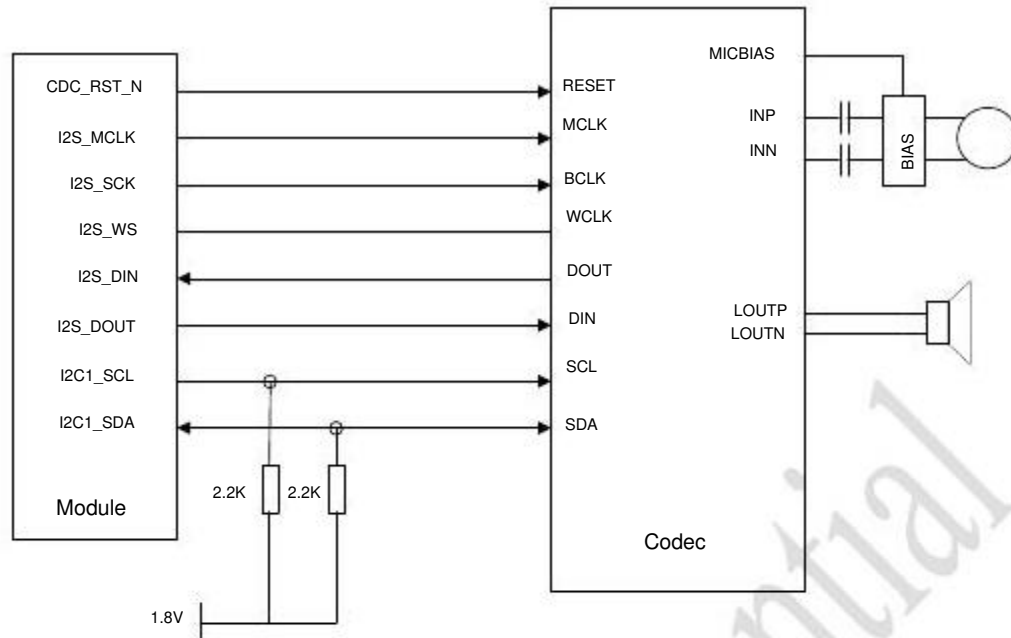 CDC_RST_N
I2S_MCLK
I2S_SCK
I2S_WS
I2S_DIN
I2S_DOUT
I2C1_SCL
I2C1_SDA
Module
2.2K
2.2K
1.8V
RESET
MCLK
BCLK
WCLK
DOUT
DIN
SCL
SDA
Codec
MICBIAS
INP
INN
BIAS
LOUTP
LOUTN
ntial